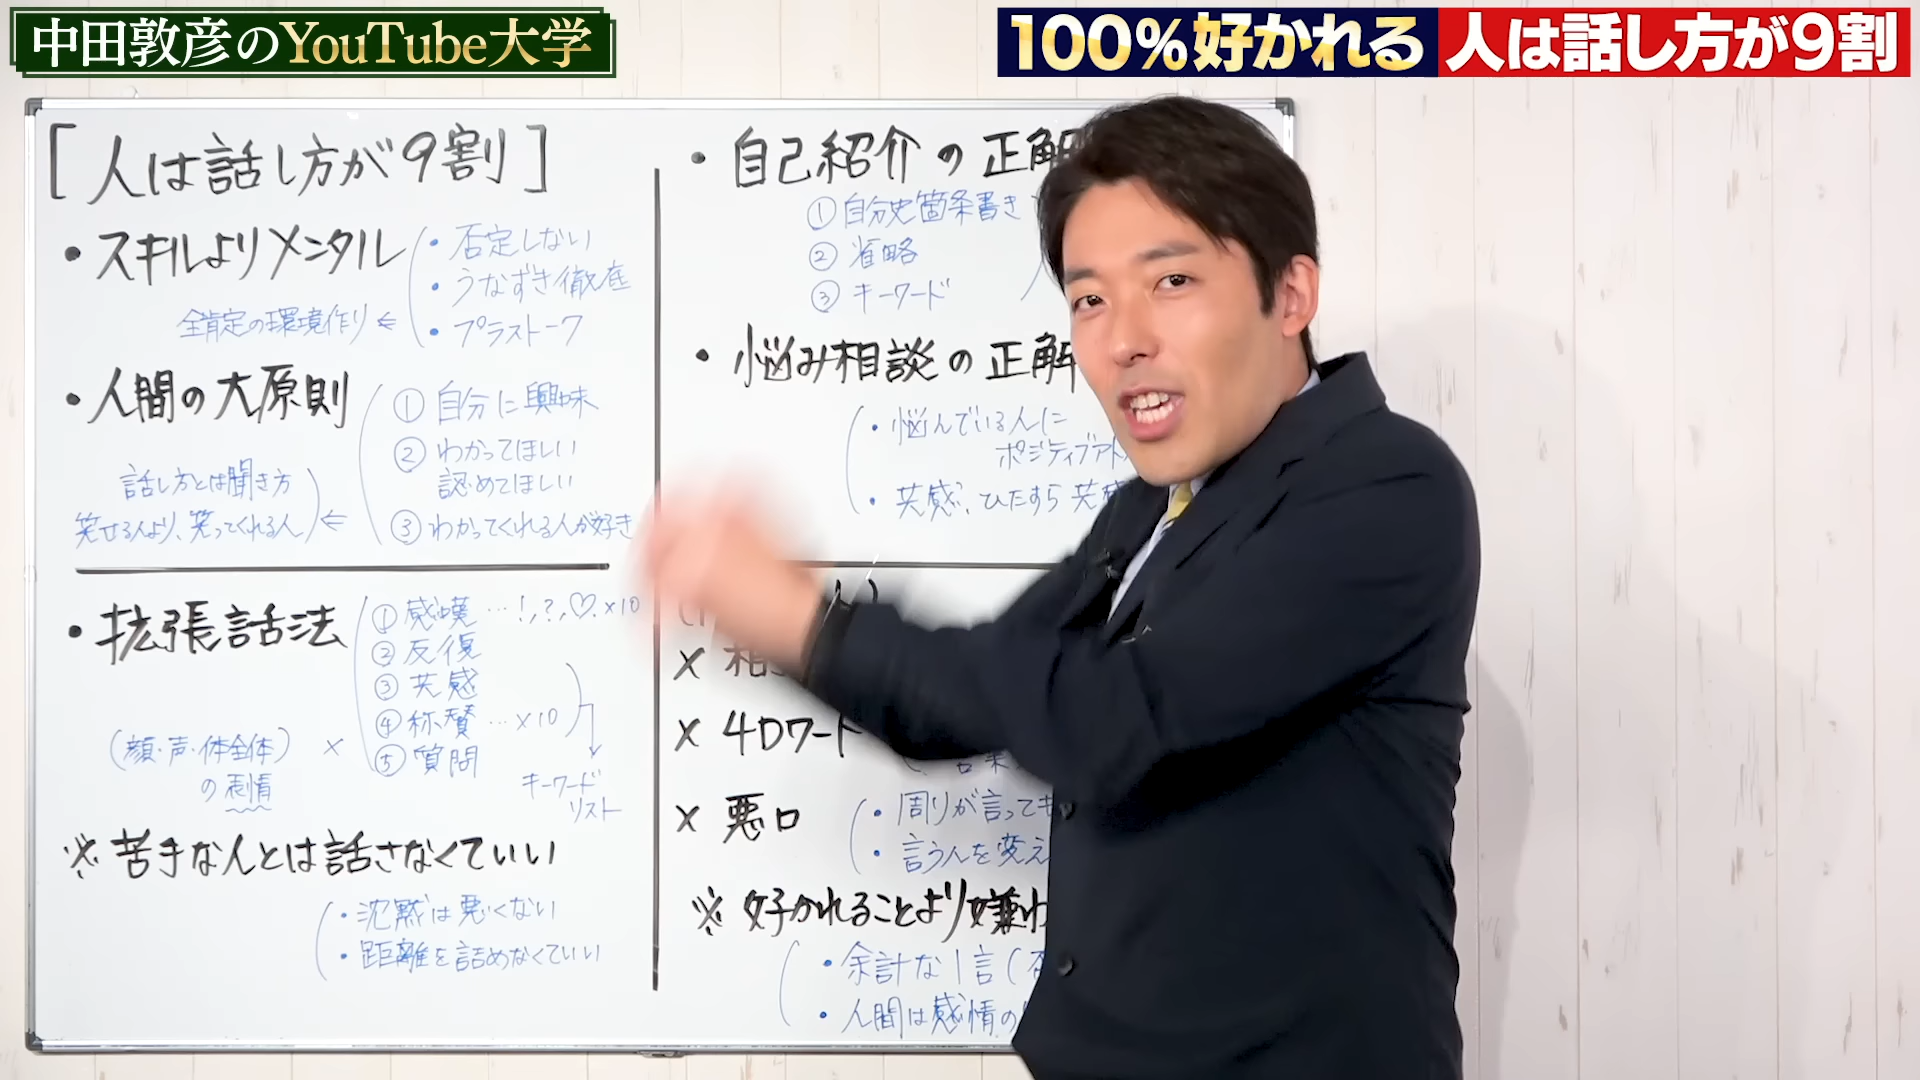 中田敦彦のYouTube大学
100%好かれる 人は話し方が9割
[人は話し方が9割]
・スキルよりメンタル
・否定しない
・うなずき徹底
・プラストーク
全肯定の環境作り ⇐
・人間の大原則
① 自分に興味
② わかってほしい
認めてほしい
③ わかってくれる人が好き
話し方とは聞き方
笑せる人より、笑ってくれる人 ⇐
・拡張話法
① 感嘆 … !,?,♡.×10
② 反復
③ 共感
④ 称賛 … ×10
⑤ 質問
(顔・声・体全体) ×
の表情
キーワード
リスト
※苦手な人とは話さなくていい
・沈黙は悪くない
・距離を詰めなくていい
・自己紹介の正解
① 自分史箇条書き
② 省略
③ キーワード
・悩み相談の正解
・悩んでいる人に
ポジティブアド
・共感、ひたすら共感
×
× 4Dワード
言葉
× 悪口
・周りが言っても
・言う人を変え
※好かれることより嫌わ
・余計な1言(
・人間は感情の